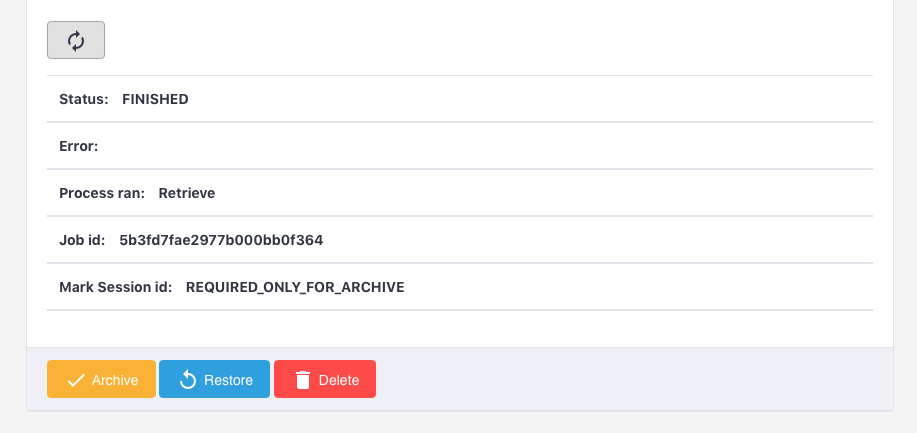 Status: FINISHED
Error:
Process ran: Retrieve
Job id: 5b3fd7fae2977b000bb0f364
Mark Session id: REQUIRED_ONLY_FOR_ARCHIVE
Archive Restore Delete